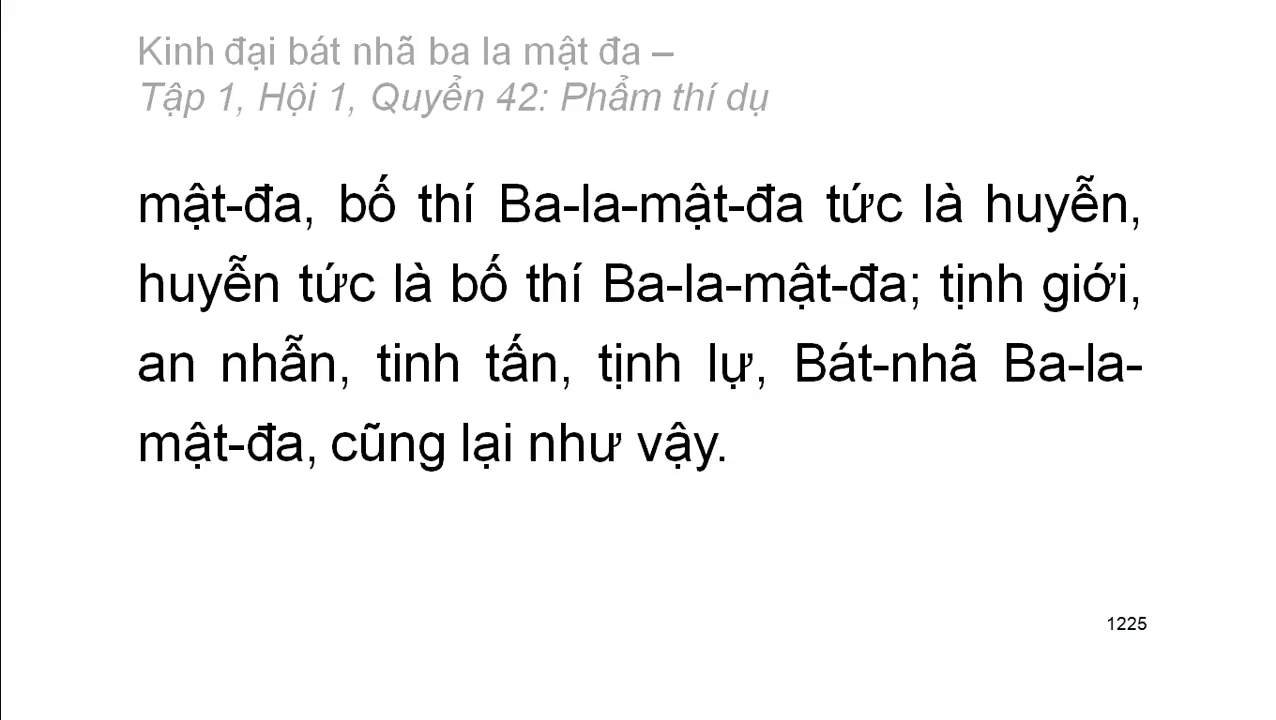 Kinh đại bát nhã ba la mật đa –
Tập 1, Hội 1, Quyển 42: Phẩm thí dụ
mật-đa, bố thí Ba-la-mật-đa tức là huyễn,
huyễn tức là bố thí Ba-la-mật-đa; tịnh giới,
an nhẫn, tinh tấn, tịnh lự, Bát-nhã Ba-la-
mật-đa, cũng lại như vậy.
1225